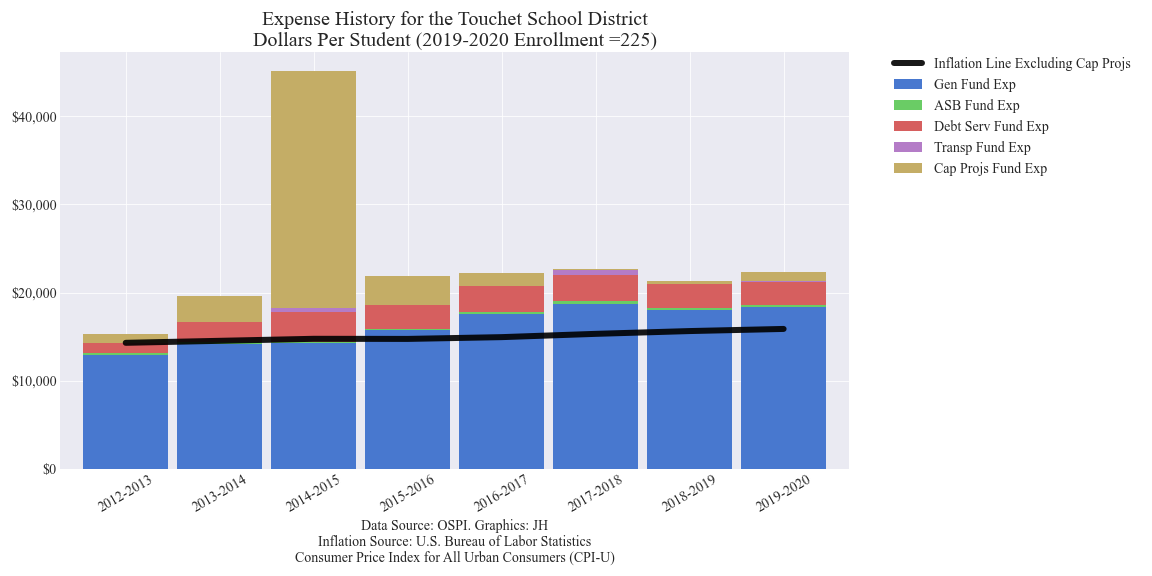 Expense History for the Touchet School District
Dollars Per Student (2019-2020 Enrollment =225)
Inflation Line Excluding Cap Projs
Gen Fund Exp
ASB Fund Exp
Debt Serv Fund Exp
Transp Fund Exp
Cap Projs Fund Exp
$40,000
$30,000
$20,000
$10,000
$0
2012-2013
2013-2014
2014-2015
2015-2016
2016-2017
2017-2018
2018-2019
2019-2020
Data Source: OSPI. Graphics: JH
Inflation Source: U.S. Bureau of Labor Statistics
Consumer Price Index for All Urban Consumers (CPI-U)